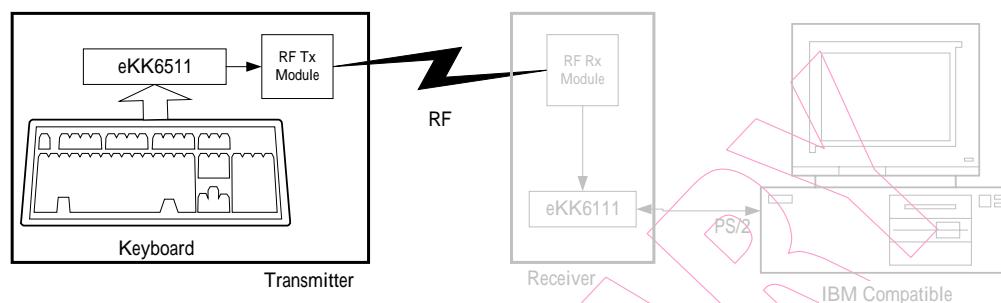 eKK6511
RF Tx
Module
RF
Keyboard
Transmitter
RF Rx
Module
eKK6111
PS/2
Receiver
IBM Compatible